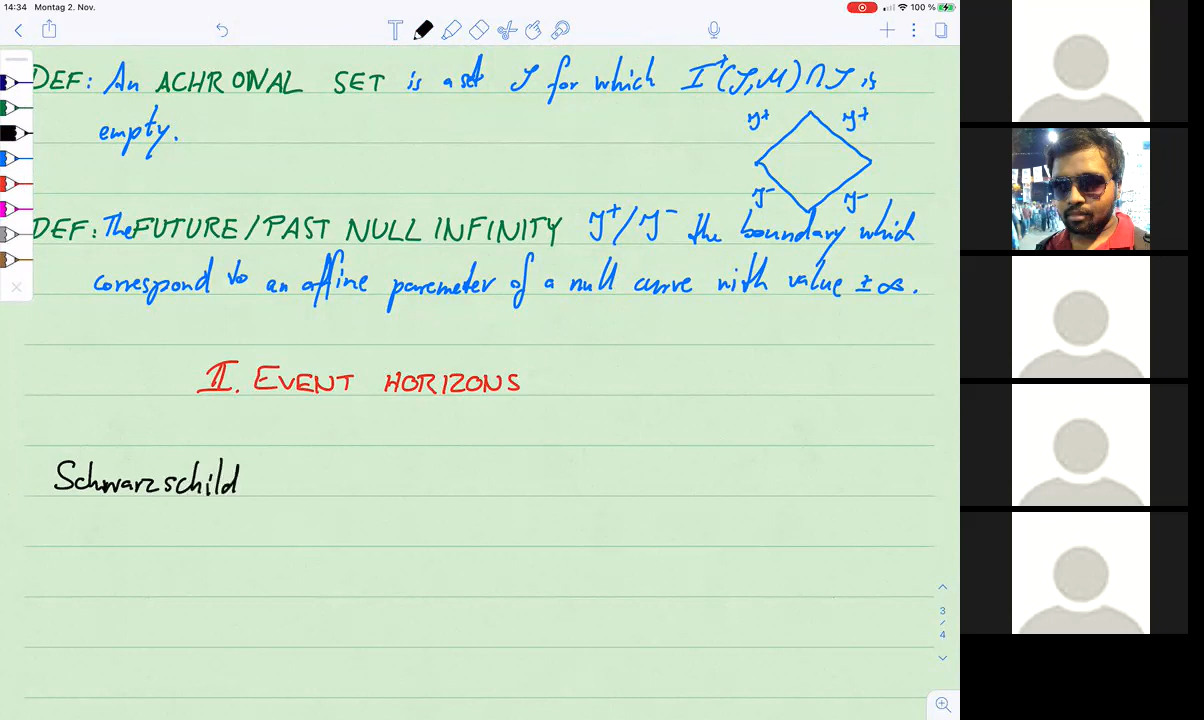 14:34 Montag 2. Nov. 100 %
DEF: An ACHRONAL SET is a set 𝒮 for which I⁺(𝒮,M) ∩ 𝒮 is
empty.
𝒥⁺ 𝒥⁺
𝒥⁻ 𝒥⁻
DEF: The FUTURE/PAST NULL INFINITY 𝒥⁺/𝒥⁻ the boundary which
correspond to an affine paremeter of a null curve with value ±∞.
II. EVENT HORIZONS
Schwarzschild
3
/
4